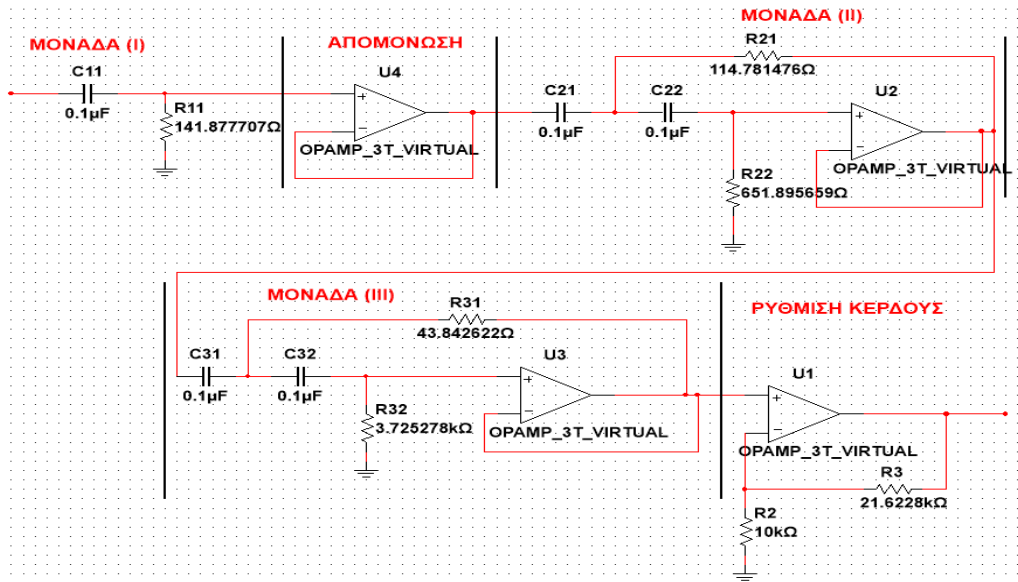 ΜΟΝΑΔΑ (II)
ΜΟΝΑΔΑ (I)
ΑΠΟΜΟΝΩΣΗ
R21
114.781476Ω
C11
0.1µF
R11
141.877707Ω
U4
OPAMP_3T_VIRTUAL
C21
0.1µF
C22
0.1µF
U2
OPAMP_3T_VIRTUAL
R22
651.895659Ω
ΜΟΝΑΔΑ (III)
ΡΥΘΜΙΣΗ ΚΕΡΔΟΥΣ
R31
43.842622Ω
C31
0.1µF
C32
0.1µF
U3
OPAMP_3T_VIRTUAL
R32
3.725278kΩ
U1
OPAMP_3T_VIRTUAL
R3
21.6228kΩ
R2
10kΩ